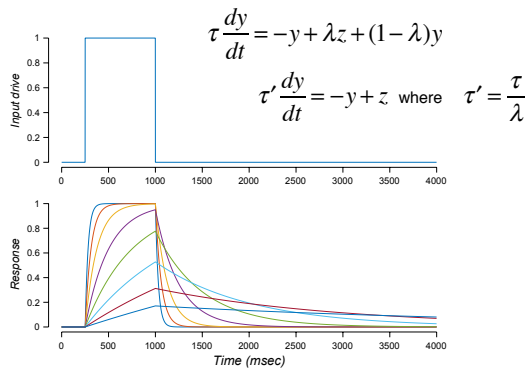 τ dy/dt = −y + λz + (1 − λ)y
τ′ dy/dt = −y + z where τ′ = τ/λ
Input drive
1
0.8
0.6
0.4
0.2
0
0 500 1000 1500 2000 2500 3000 3500 4000
Response
1
0.8
0.6
0.4
0.2
0
0 500 1000 1500 2000 2500 3000 3500 4000
Time (msec)